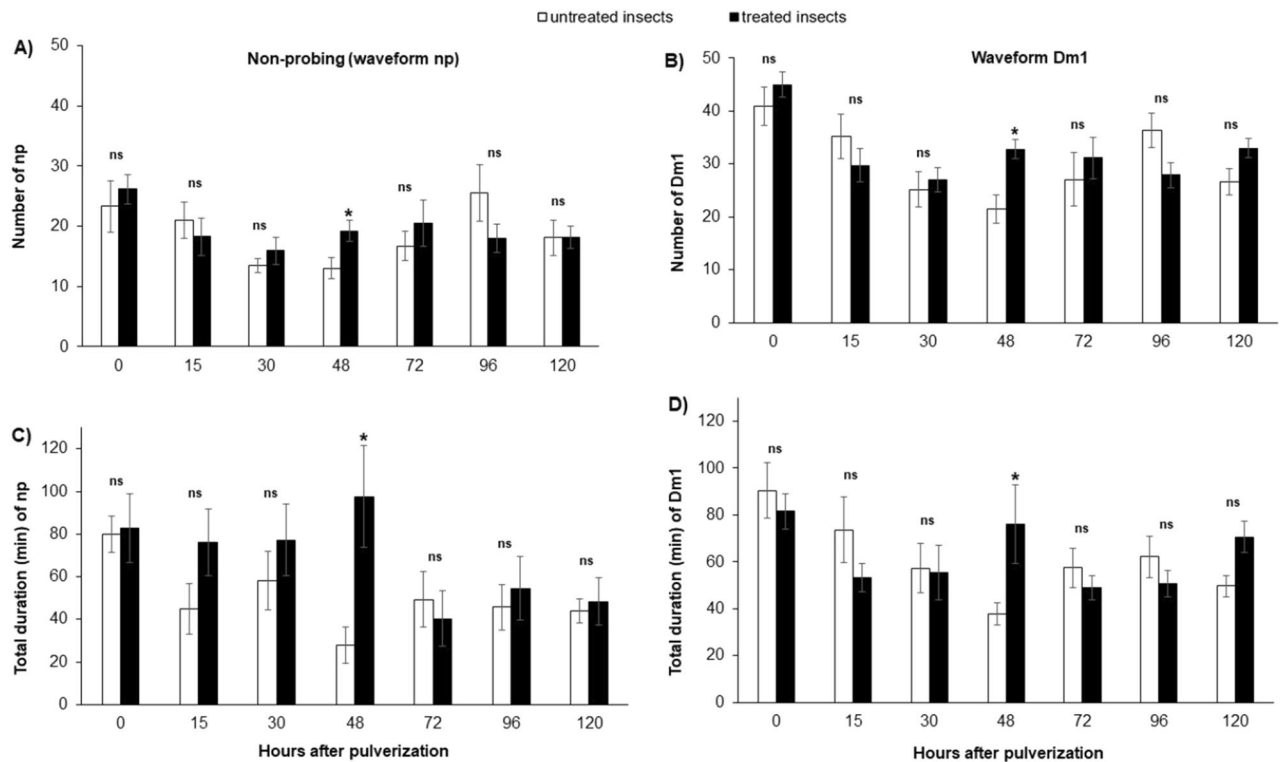 untreated insects treated insects
A)
Non-probing (waveform np)
Number of np
50
40
30
20
10
0
ns ns ns * ns ns ns
0 15 30 48 72 96 120
B)
Waveform Dm1
Number of Dm1
50
40
30
20
10
0
ns ns ns * ns ns ns
0 15 30 48 72 96 120
C)
Total duration (min) of np
120
100
80
60
40
20
0
ns ns ns * ns ns ns
0 15 30 48 72 96 120
Hours after pulverization
D)
Total duration (min) of Dm1
120
100
80
60
40
20
0
ns ns ns * ns ns ns
0 15 30 48 72 96 120
Hours after pulverization